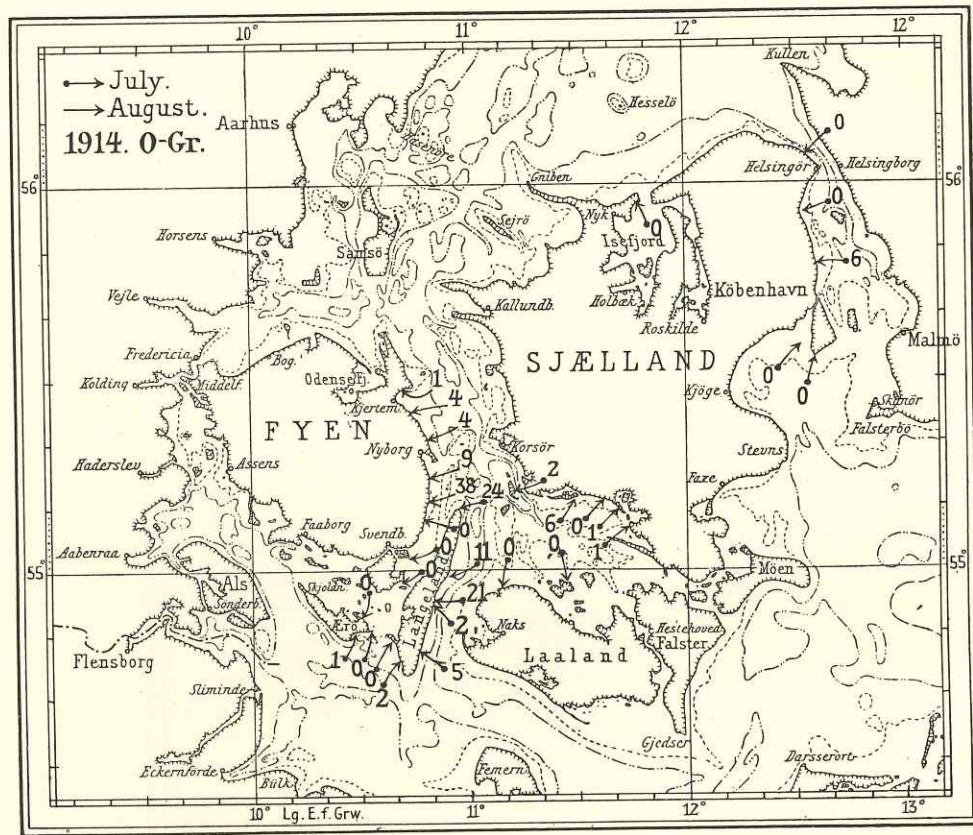 10° 11° 12° 12°
July.
August.
1914. 0-Gr.
Kullen
Hesselö
Aarhus
0
Helsingör
Helsingborg
Gniben
56° 56°
Nyk.
0
0
Sejrö
Isefjord
Horsens
Samsö
6
Holbæk
Köbenhavn
Vejle
Kallundb.
Roskilde
Malmö
SJÆLLAND
Fredericia
Bog.
Kolding
Middelf.
Odensefj.
1
0
0
Kjöge
Skanör
Kjertem.
4
Falsterbö
FYEN
4
Nyborg
Korsör
Stevns
Haderslev
Assens
9
2
Faxe
38
24
Faaborg
Svendb.
0
6
0
1
Aabenraa
0
11
0
0
1
55° 55°
Möen
Als
Skjoldn.
0
0
Sönderb.
21
Ærö
Langeland
2
Naks
Hestehoved
Falster
Flensborg
Laaland
1
0
0
2
5
Sliminde
Gjedser
Eckernförde
Bülk
Femern
Darsserort
10° 11° 12° 13°
Lg.E.f.Grw.